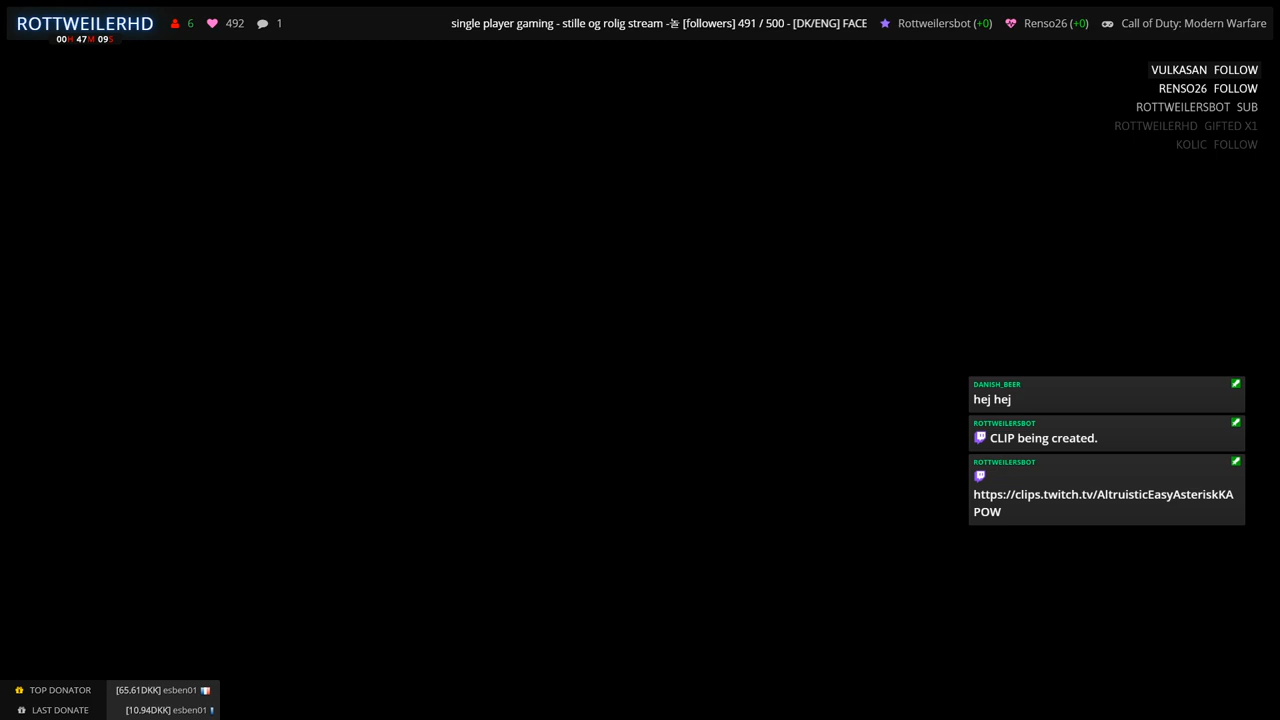 ROTTWEILERHD
6
492
1
single player gaming - stille og rolig stream -놀 [followers] 491 / 500 - [DK/ENG] FACE
Rottweilersbot (+0)
Renso26 (+0)
Call of Duty: Modern Warfare
00H 47M 09S
VULKASAN FOLLOW
RENSO26 FOLLOW
ROTTWEILERSBOT SUB
ROTTWEILERHD GIFTED X1
KOLIC FOLLOW
DANISH_BEER
hej hej
ROTTWEILERSBOT
CLIP being created.
ROTTWEILERSBOT
https://clips.twitch.tv/AltruisticEasyAsteriskKA
POW
TOP DONATOR [65.61DKK] esben01
LAST DONATE [10.94DKK] esben01